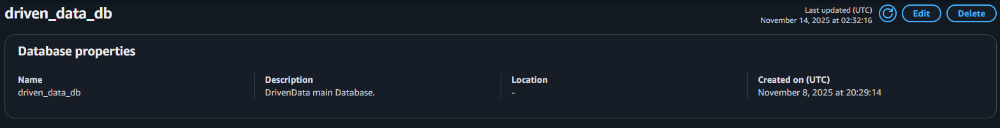 driven_data_db
Last updated (UTC)
November 14, 2025 at 02:32:16
Edit
Delete
Database properties
Name
driven_data_db
Description
DrivenData main Database.
Location
-
Created on (UTC)
November 8, 2025 at 20:29:14